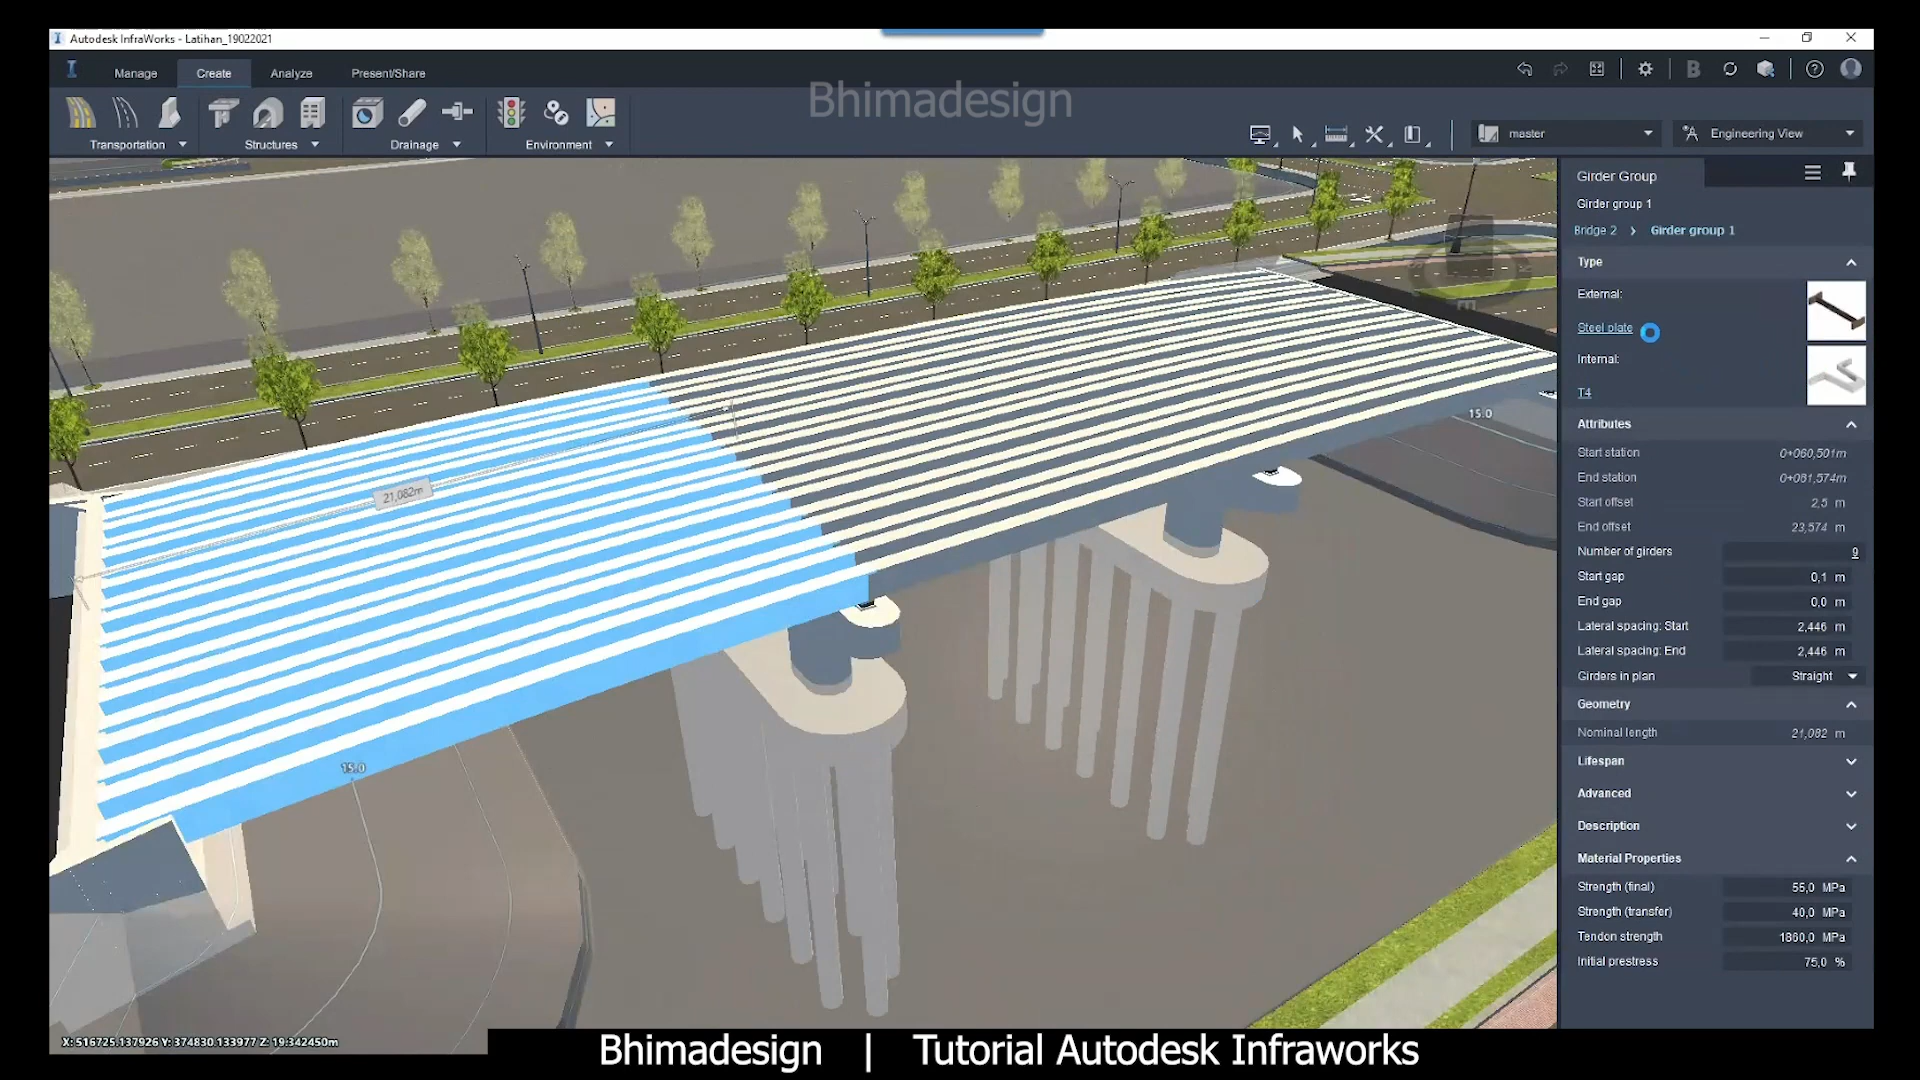 Autodesk InfraWorks - Latihan_19022021
Manage Create Analyze Present/Share
Bhimadesign
Transportation Structures Drainage Environment
master
Engineering View
Girder Group
Girder group 1
Bridge 2 > Girder group 1
Type
External:
Steel plate
Internal:
T4
Attributes
Start station 0+060,501m
End station 0+081,574m
Start offset 2,5 m
End offset 23,574 m
Number of girders 9
Start gap 0,1 m
End gap 0,0 m
Lateral spacing: Start 2,446 m
Lateral spacing: End 2,446 m
Girders in plan Straight
Geometry
Nominal length 21,082 m
Lifespan
Advanced
Description
Material Properties
Strength (final) 55,0 MPa
Strength (transfer) 40,0 MPa
Tendon strength 1860,0 MPa
Initial prestress 75,0 %
15.0
21,082m
15.0
X: 516725.137926 Y: 374830.133977 Z: 19.342450m
Bhimadesign | Tutorial Autodesk Infraworks